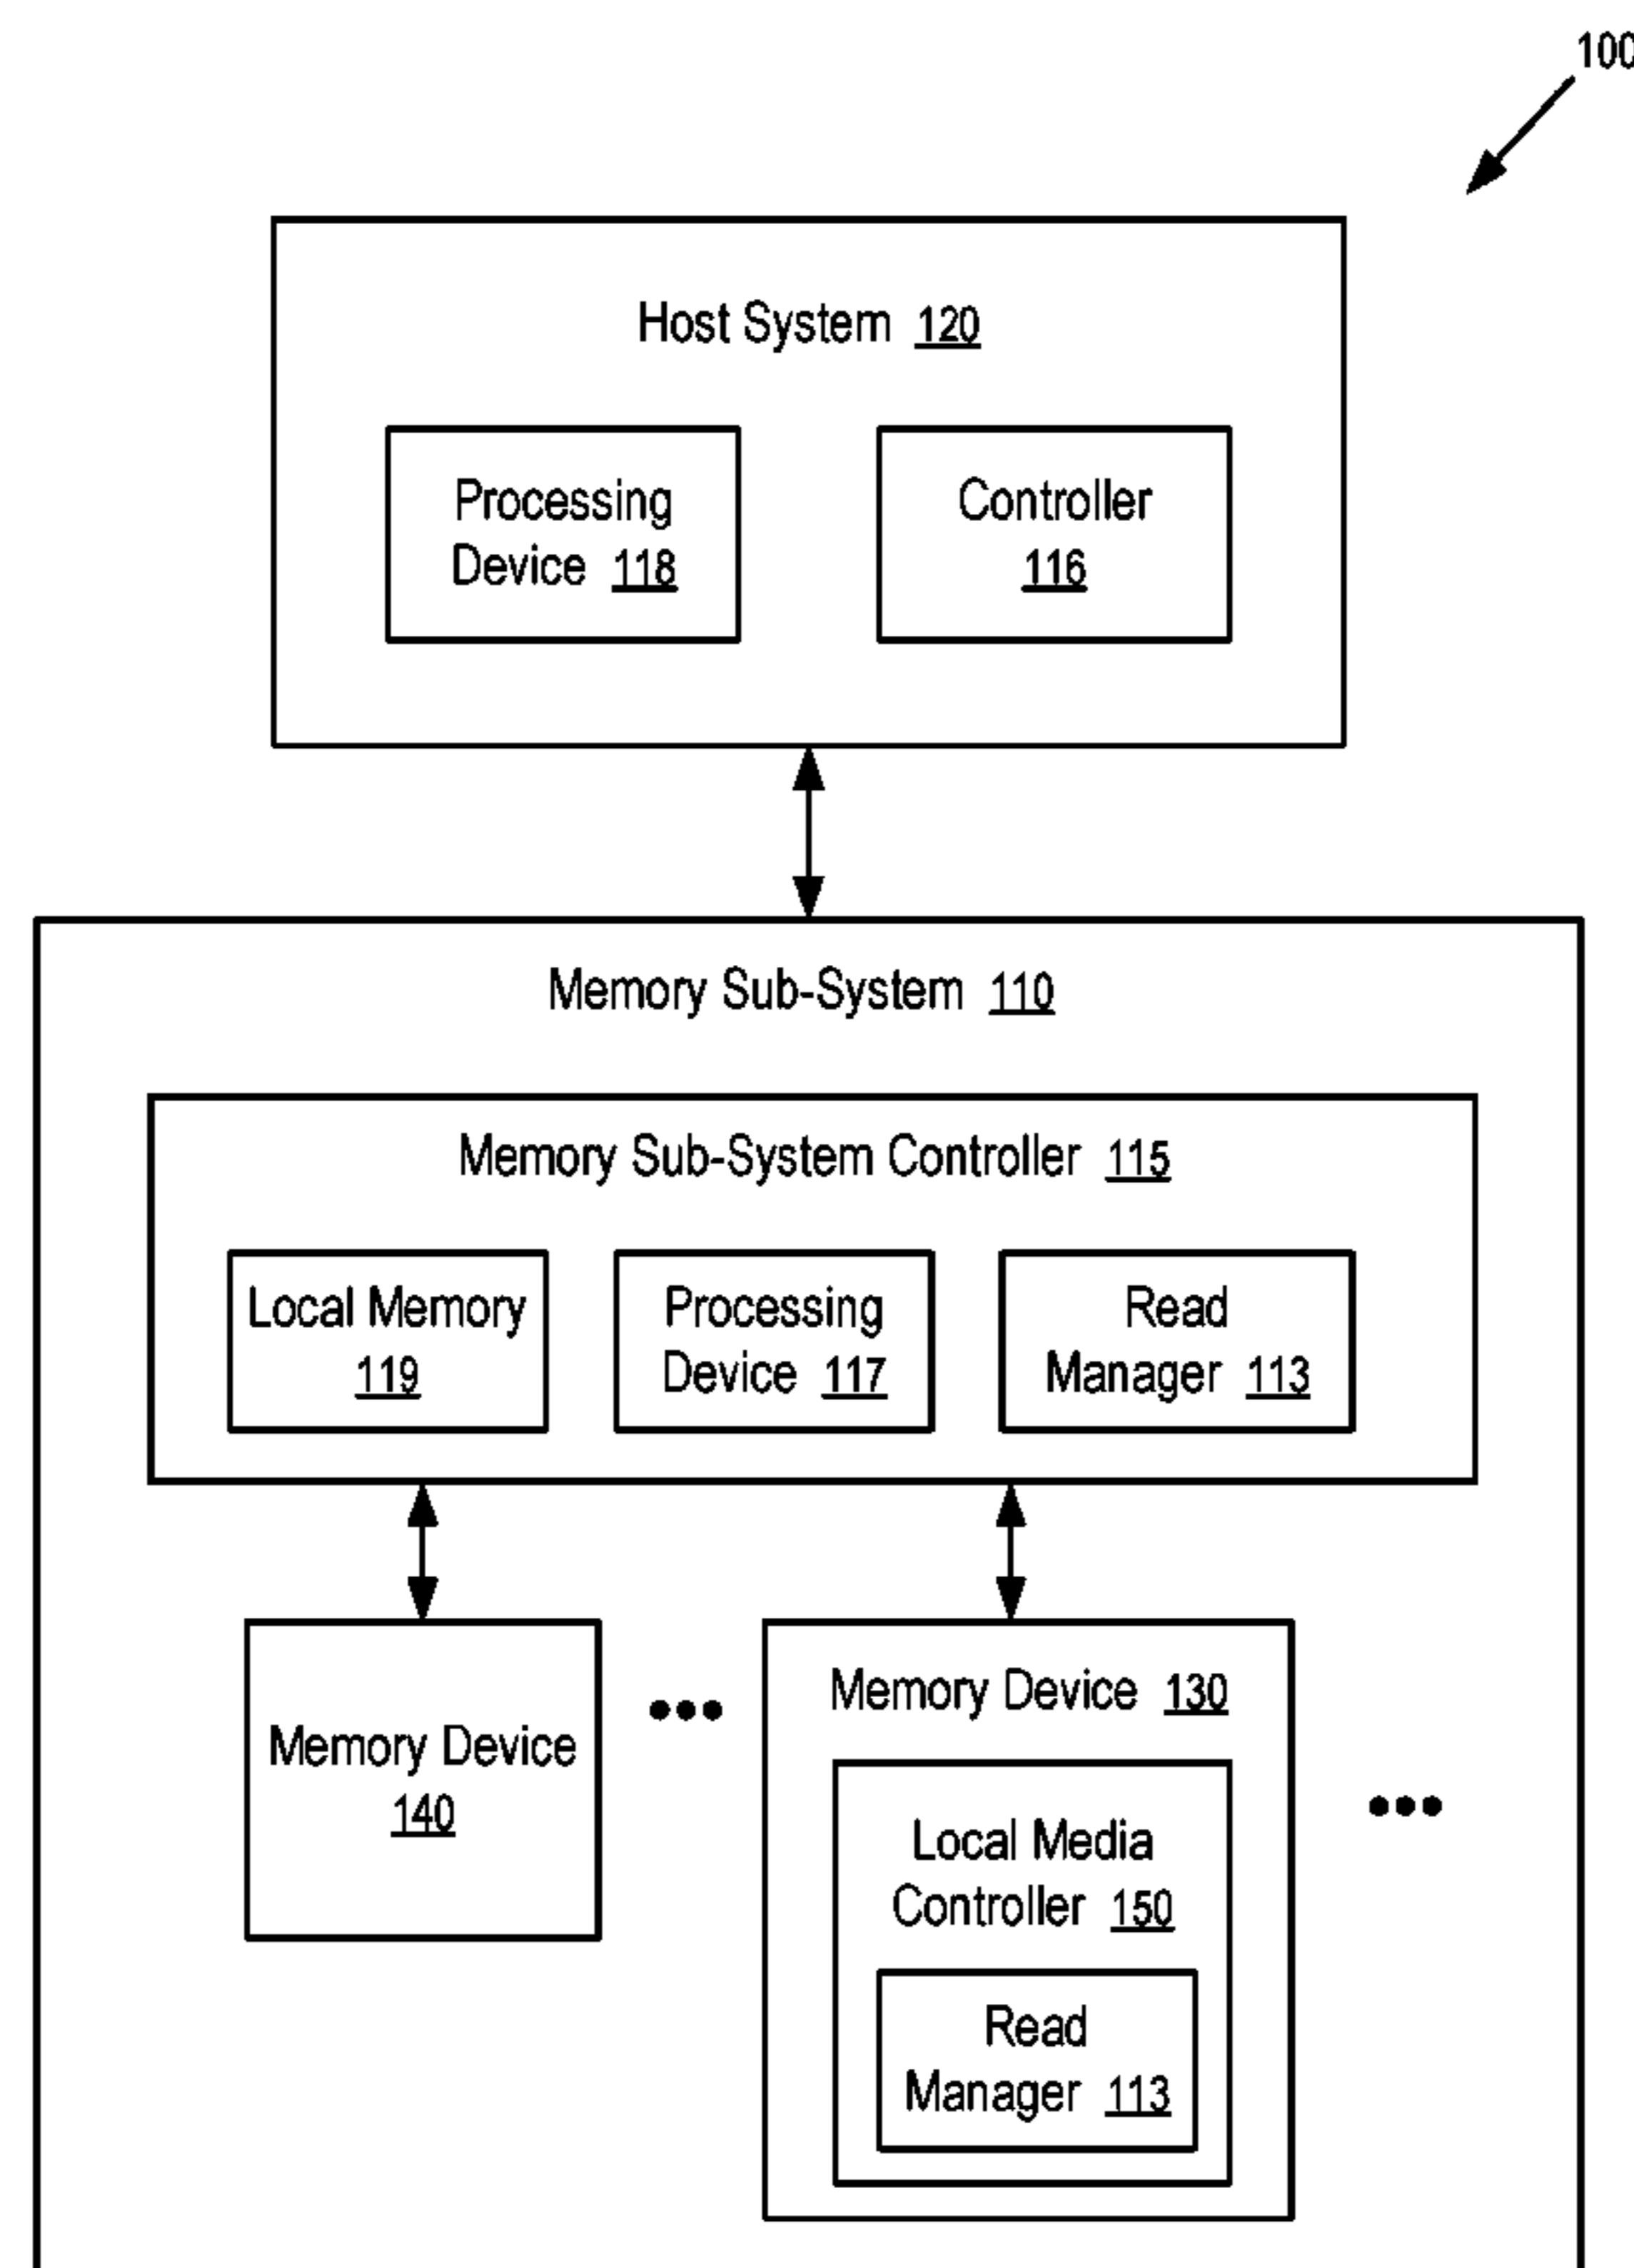 100
Host System 120
Processing
Device 118
Controller
116
Memory Sub-System 110
Memory Sub-System Controller 115
Local Memory
119
Processing
Device 117
Read
Manager 113
Memory Device
140
Memory Device 130
Local Media
Controller 150
Read
Manager 113